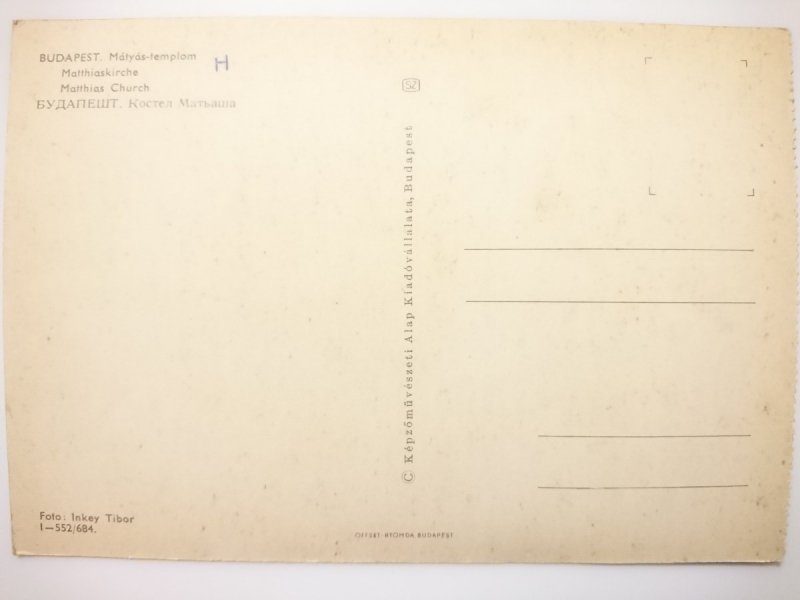 BUDAPEST. Mátyás-templom
Matthiaskirche
Matthias Church
БУДАПЕШТ. Костел Матьаша
H
SZ
© Képzőművészeti Alap Kiadóvállalata, Budapest
Foto: Inkey Tibor
I—552/684.
OFFSET-NYOMDA BUDAPEST